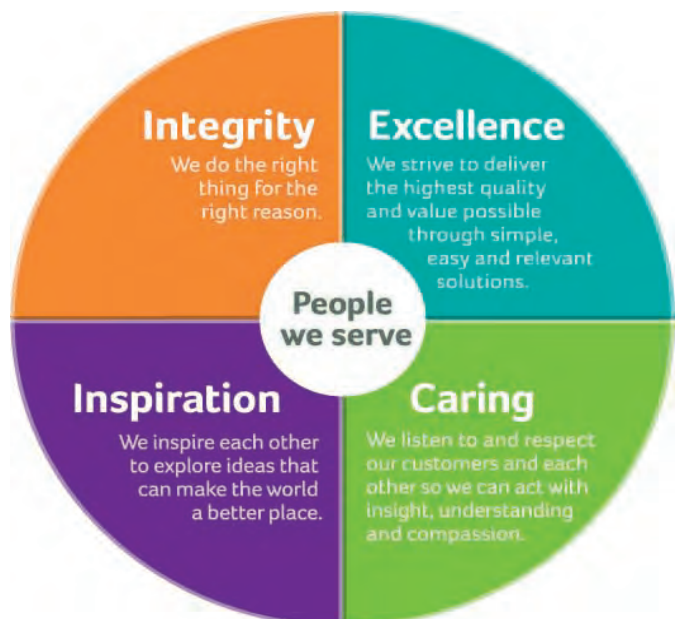 Integrity
We do the right
thing for the
right reason.
Excellence
We strive to deliver
the highest quality
and value possible
through simple,
easy and relevant
solutions.
People
we serve
Inspiration
We inspire each other
to explore ideas that
can make the world
a better place.
Caring
We listen to and respect
our customers and each
other so we can act with
insight, understanding
and compassion.